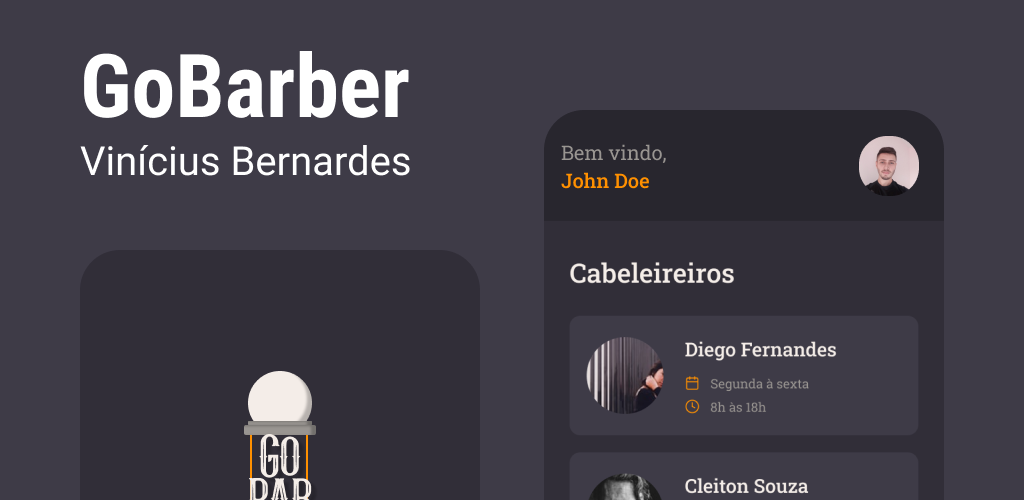 GoBarber
Vinícius Bernardes
Bem vindo,
John Doe
Cabeleireiros
Diego Fernandes
Segunda à sexta
8h às 18h
Cleiton Souza
GO
BAR